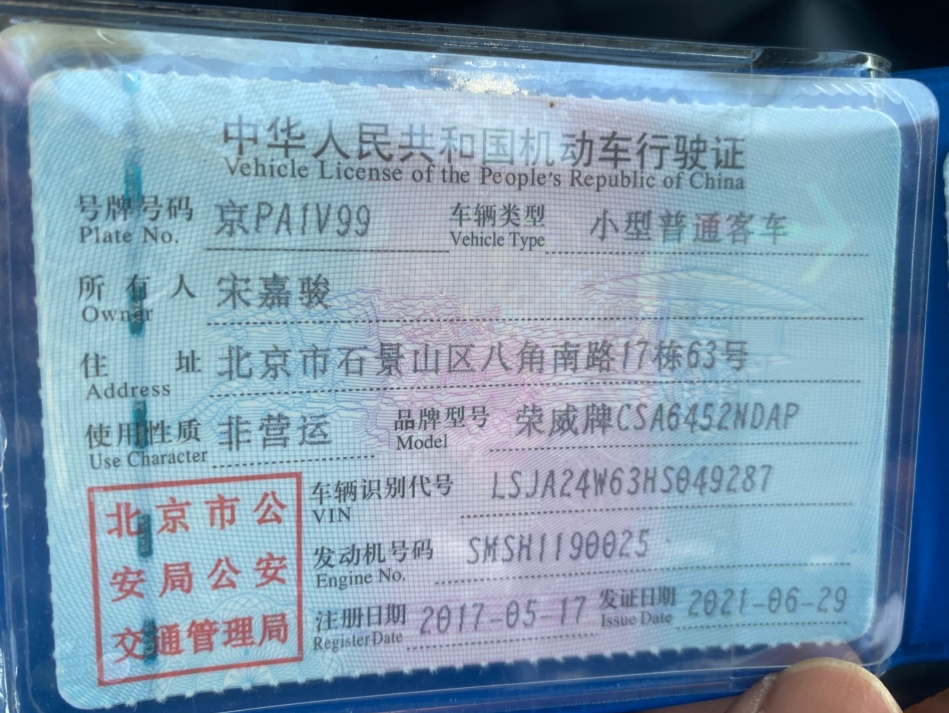 中华人民共和国机动车行驶证
Vehicle License of the People's Republic of China
号牌号码 京PA1V99 车辆类型 小型普通客车
Plate No. Vehicle Type
所有人 宋嘉骏
Owner
住址 北京市石景山区八角南路17栋63号
Address
使用性质 非营运 品牌型号 荣威牌CSA6452NDAP
Use Character Model
北京市公
安局公安
交通管理局
车辆识别代号 LSJA24W63HS049287
VIN
发动机号码 SMSH1190025
Engine No.
注册日期 2017-05-17 发证日期 2021-06-29
Register Date Issue Date